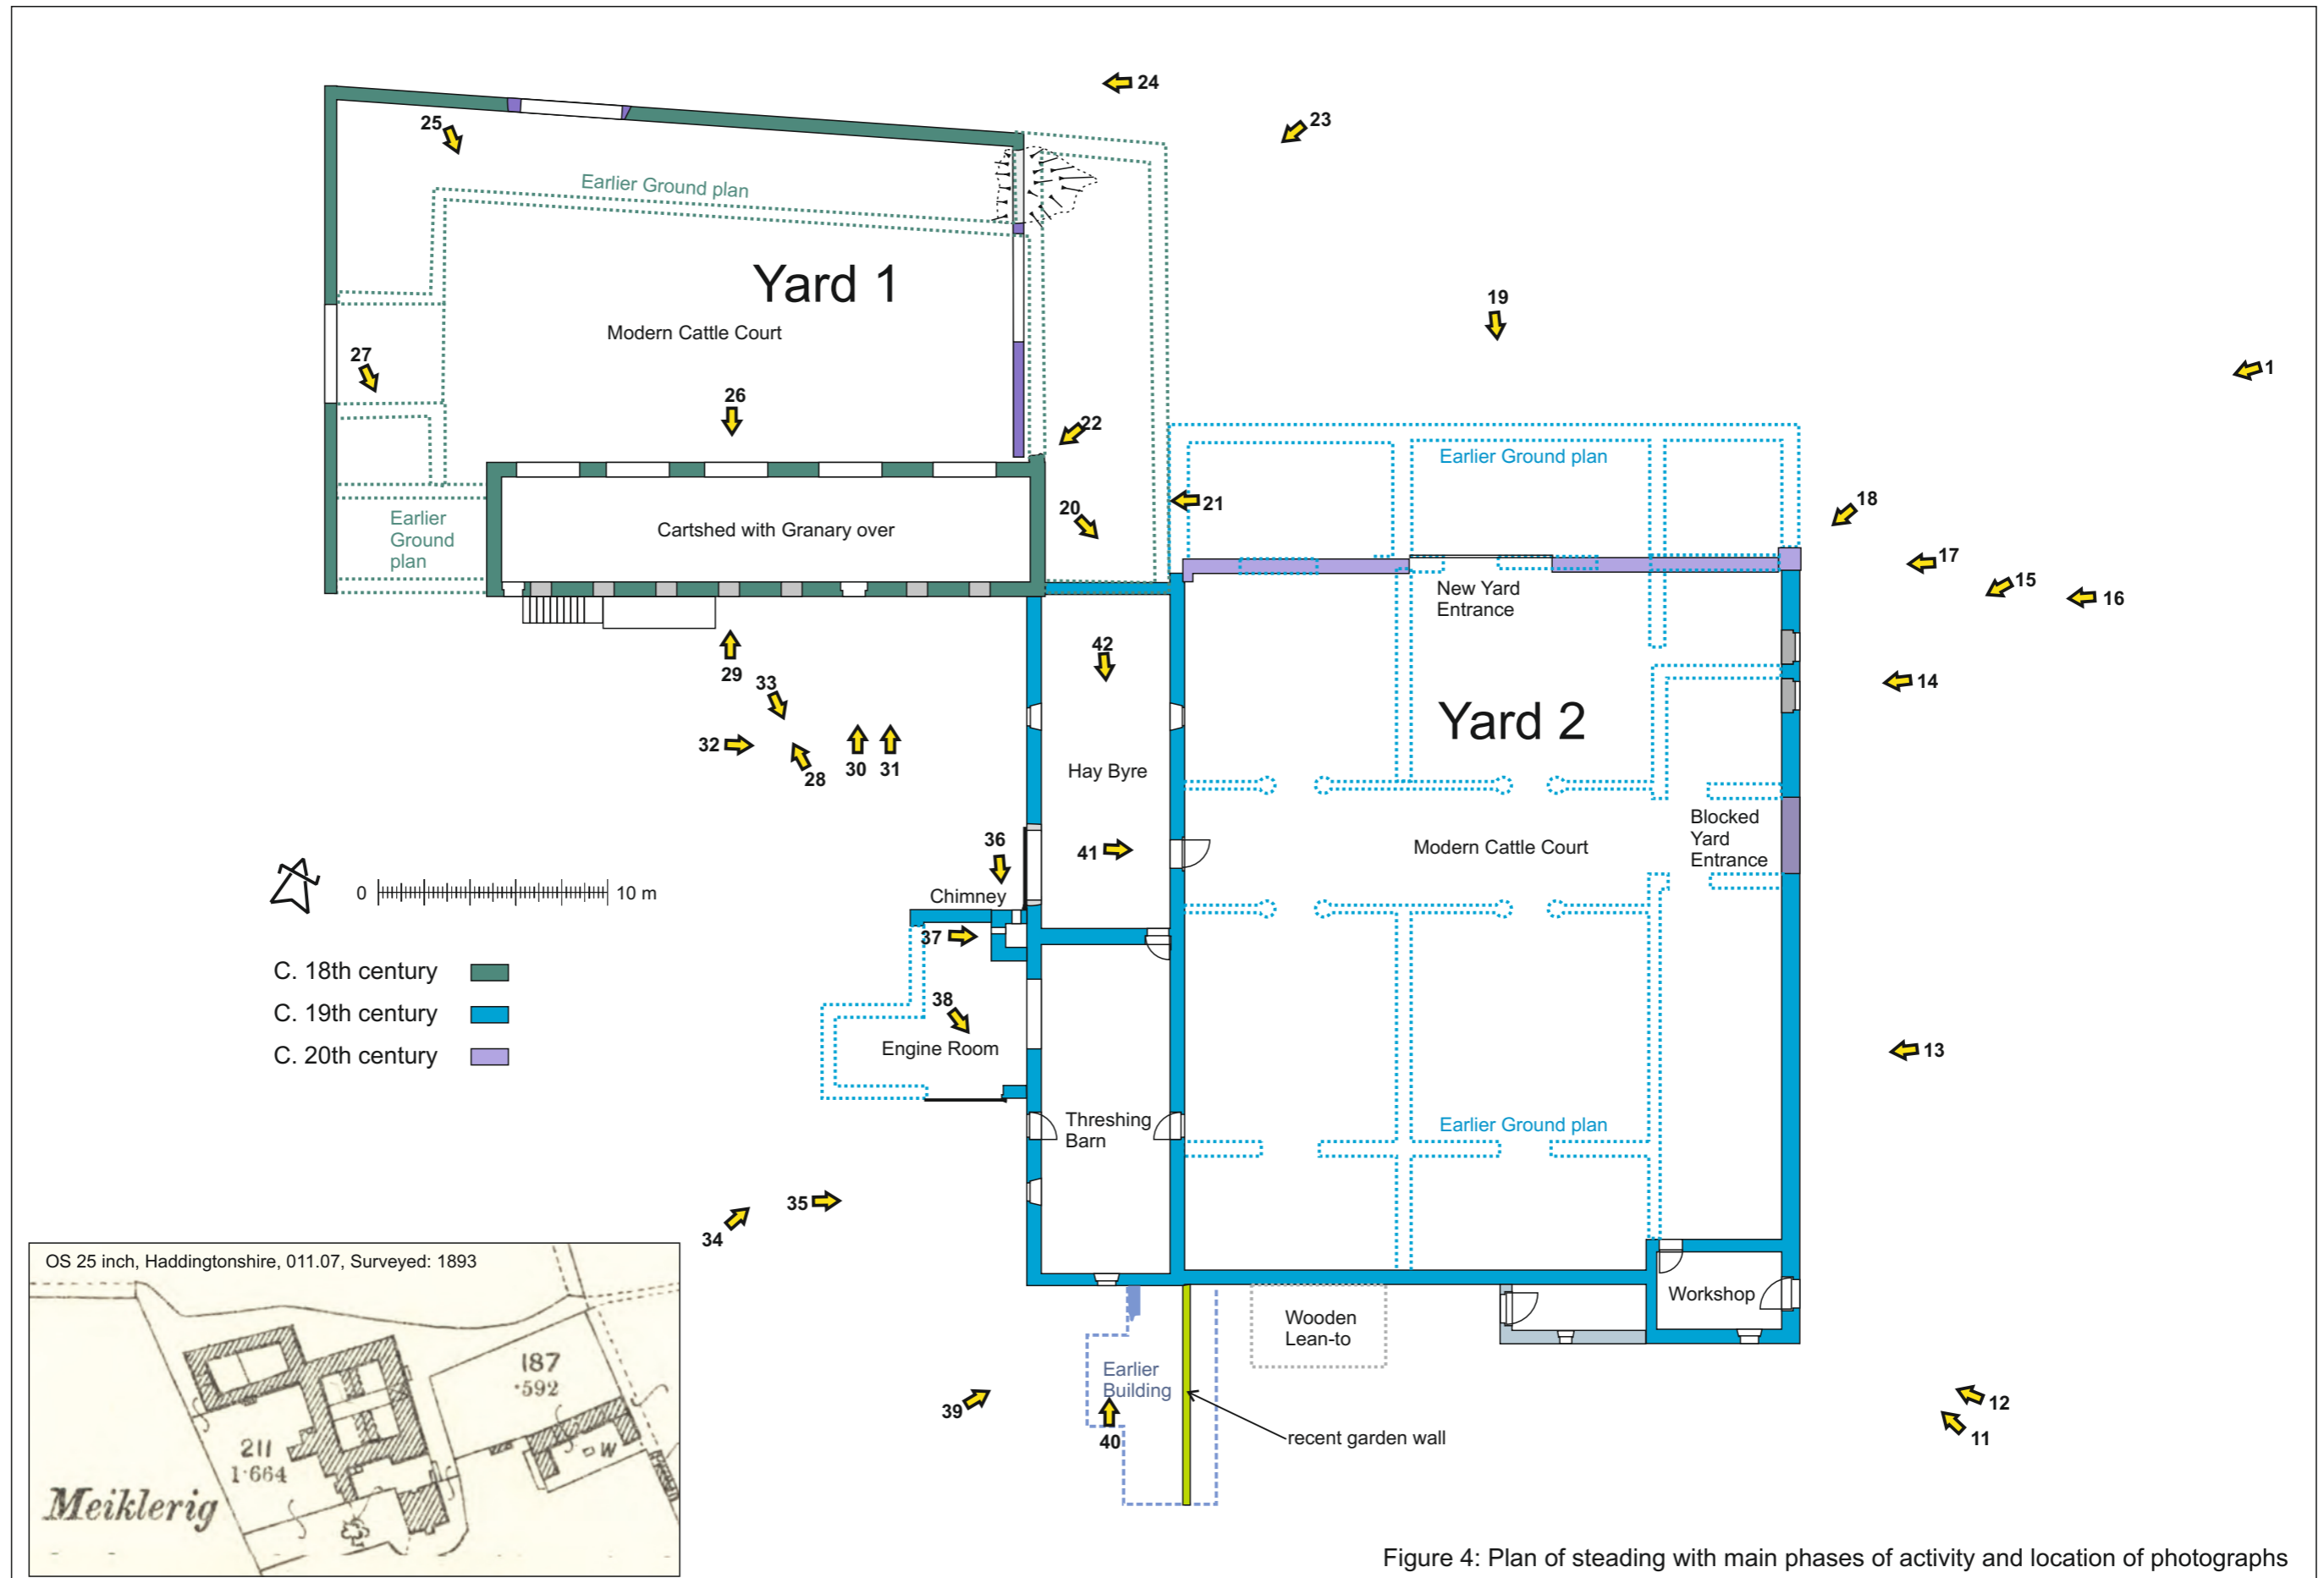 24
23
25
Earlier Ground plan
Yard 1
19
Modern Cattle Court
27
1
26
22
Earlier Ground plan
18
20
21
Earlier
Ground
plan
Cartshed with Granary over
17
15
16
New Yard
Entrance
42
29
33
14
Yard 2
32
28
30
31
Hay Byre
Blocked
Yard
Entrance
36
41
Modern Cattle Court
0
10 m
Chimney
37
C. 18th century
38
C. 19th century
Engine Room
13
C. 20th century
Threshing
Barn
Earlier Ground plan
35
34
OS 25 inch, Haddingtonshire, 011.07, Surveyed: 1893
Workshop
Wooden
Lean-to
187
·592
Earlier
Building
39
12
40
recent garden wall
11
211
1·664
W
Meiklerig
Figure 4: Plan of steading with main phases of activity and location of photographs